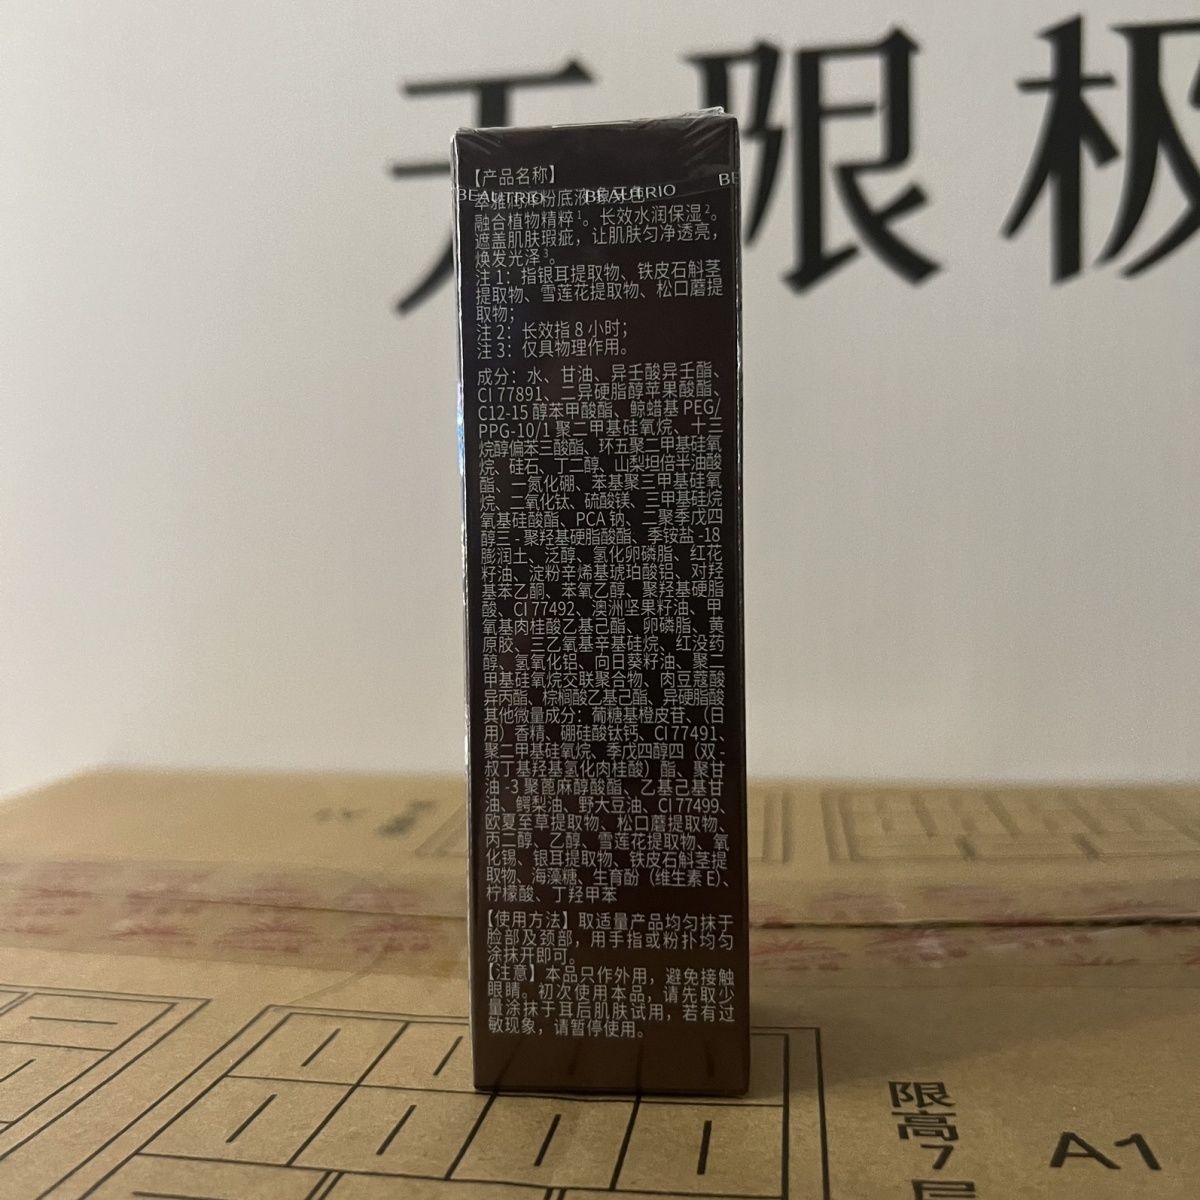 无限极
【产品名称】
BEAUTRIO BEAUTRIO BE
萃雅润泽粉底液
融合植物精粹¹。长效水润保湿²。
遮盖肌肤瑕疵，让肌肤匀净透亮，
焕发光泽³。
注 1：指银耳提取物、铁皮石斛茎
提取物、雪莲花提取物、松口蘑提
取物；
注 2：长效指 8 小时；
注 3：仅具物理作用。
成分：水、甘油、异壬酸异壬酯、
CI 77891、二异硬脂醇苹果酸酯、
C12-15 醇苯甲酸酯、鲸蜡基 PEG/
PPG-10/1 聚二甲基硅氧烷、十三
烷醇偏苯三酸酯、环五聚二甲基硅氧
烷、硅石、丁二醇、山梨坦倍半油酸
酯、一氮化硼、苯基聚三甲基硅氧
烷、二氧化钛、硫酸镁、三甲基硅烷
氧基硅酸酯、PCA 钠、二聚季戊四
醇三 - 聚羟基硬脂酸酯、季铵盐 -18
膨润土、泛醇、氢化卵磷脂、红花
籽油、淀粉辛烯基琥珀酸铝、对羟
基苯乙酮、苯氧乙醇、聚羟基硬脂
酸、CI 77492、澳洲坚果籽油、甲
氧基肉桂酸乙基己酯、卵磷脂、黄
原胶、三乙氧基辛基硅烷、红没药
醇、氢氧化铝、向日葵籽油、聚二
甲基硅氧烷交联聚合物、肉豆蔻酸
异丙酯、棕榈酸乙基己酯、异硬脂酸
其他微量成分：葡糖基橙皮苷、（日
用）香精、硼硅酸钛钙、CI 77491、
聚二甲基硅氧烷、季戊四醇四（双 -
叔丁基羟基氢化肉桂酸）酯、聚甘
油 -3 聚蓖麻醇酸酯、乙基己基甘
油、鳄梨油、野大豆油、CI 77499、
欧夏至草提取物、松口蘑提取物、
丙二醇、乙醇、雪莲花提取物、氧
化锡、银耳提取物、铁皮石斛茎提
取物、海藻糖、生育酚（维生素 E）、
柠檬酸、丁羟甲苯
【使用方法】取适量产品均匀抹于
脸部及颈部，用手指或粉扑均匀
涂抹开即可。
【注意】本品只作外用，避免接触
眼睛。初次使用本品，请先取少
量涂抹于耳后肌肤试用，若有过
敏现象，请暂停使用。
限高7层
A1